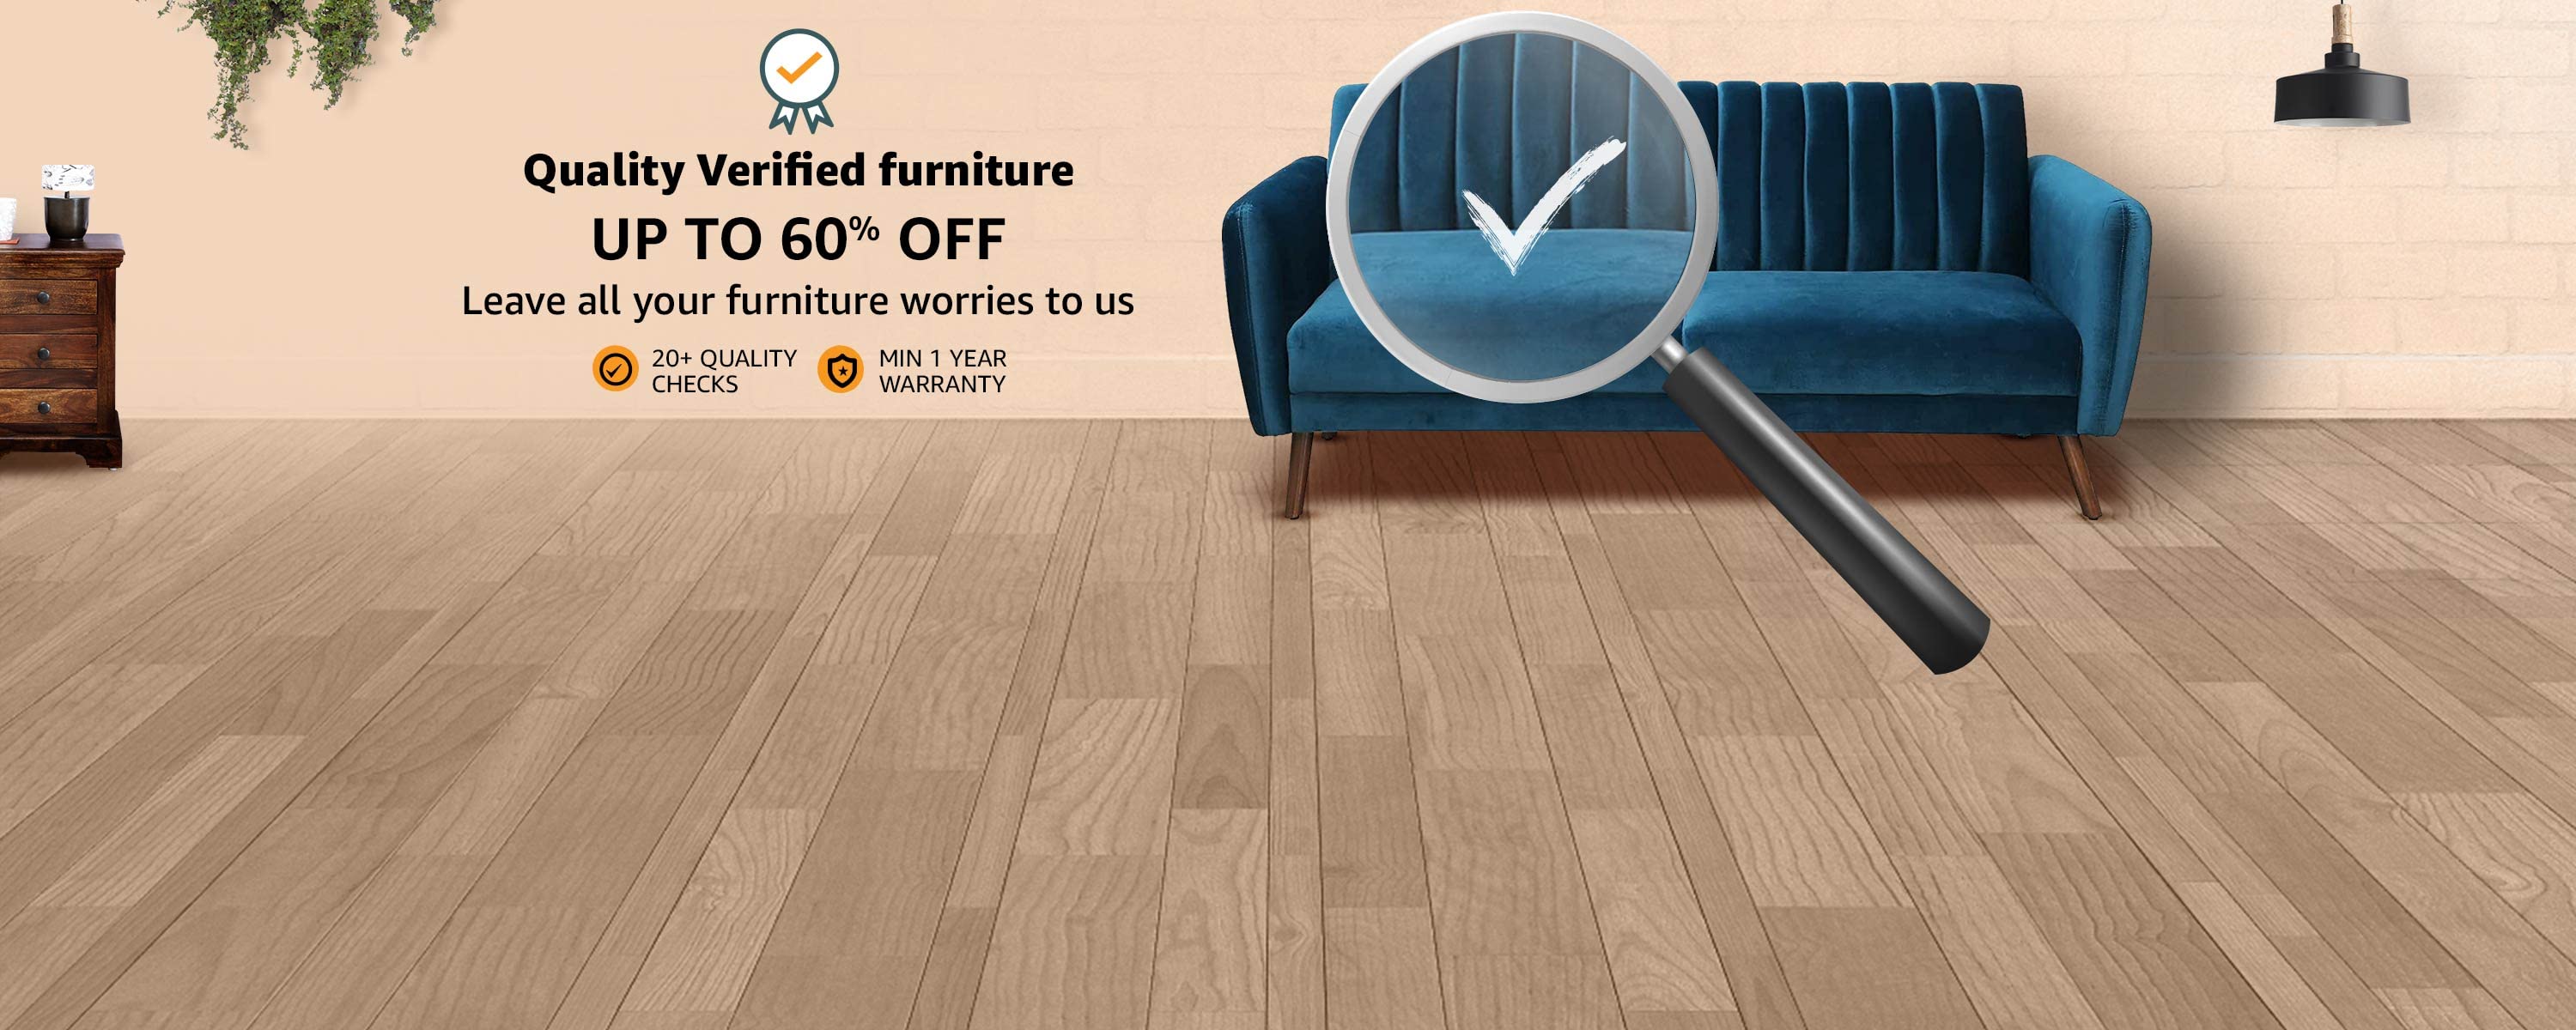 Quality Verified furniture
UP TO 60% OFF
Leave all your furniture worries to us
20+ QUALITY
CHECKS
MIN 1 YEAR
WARRANTY